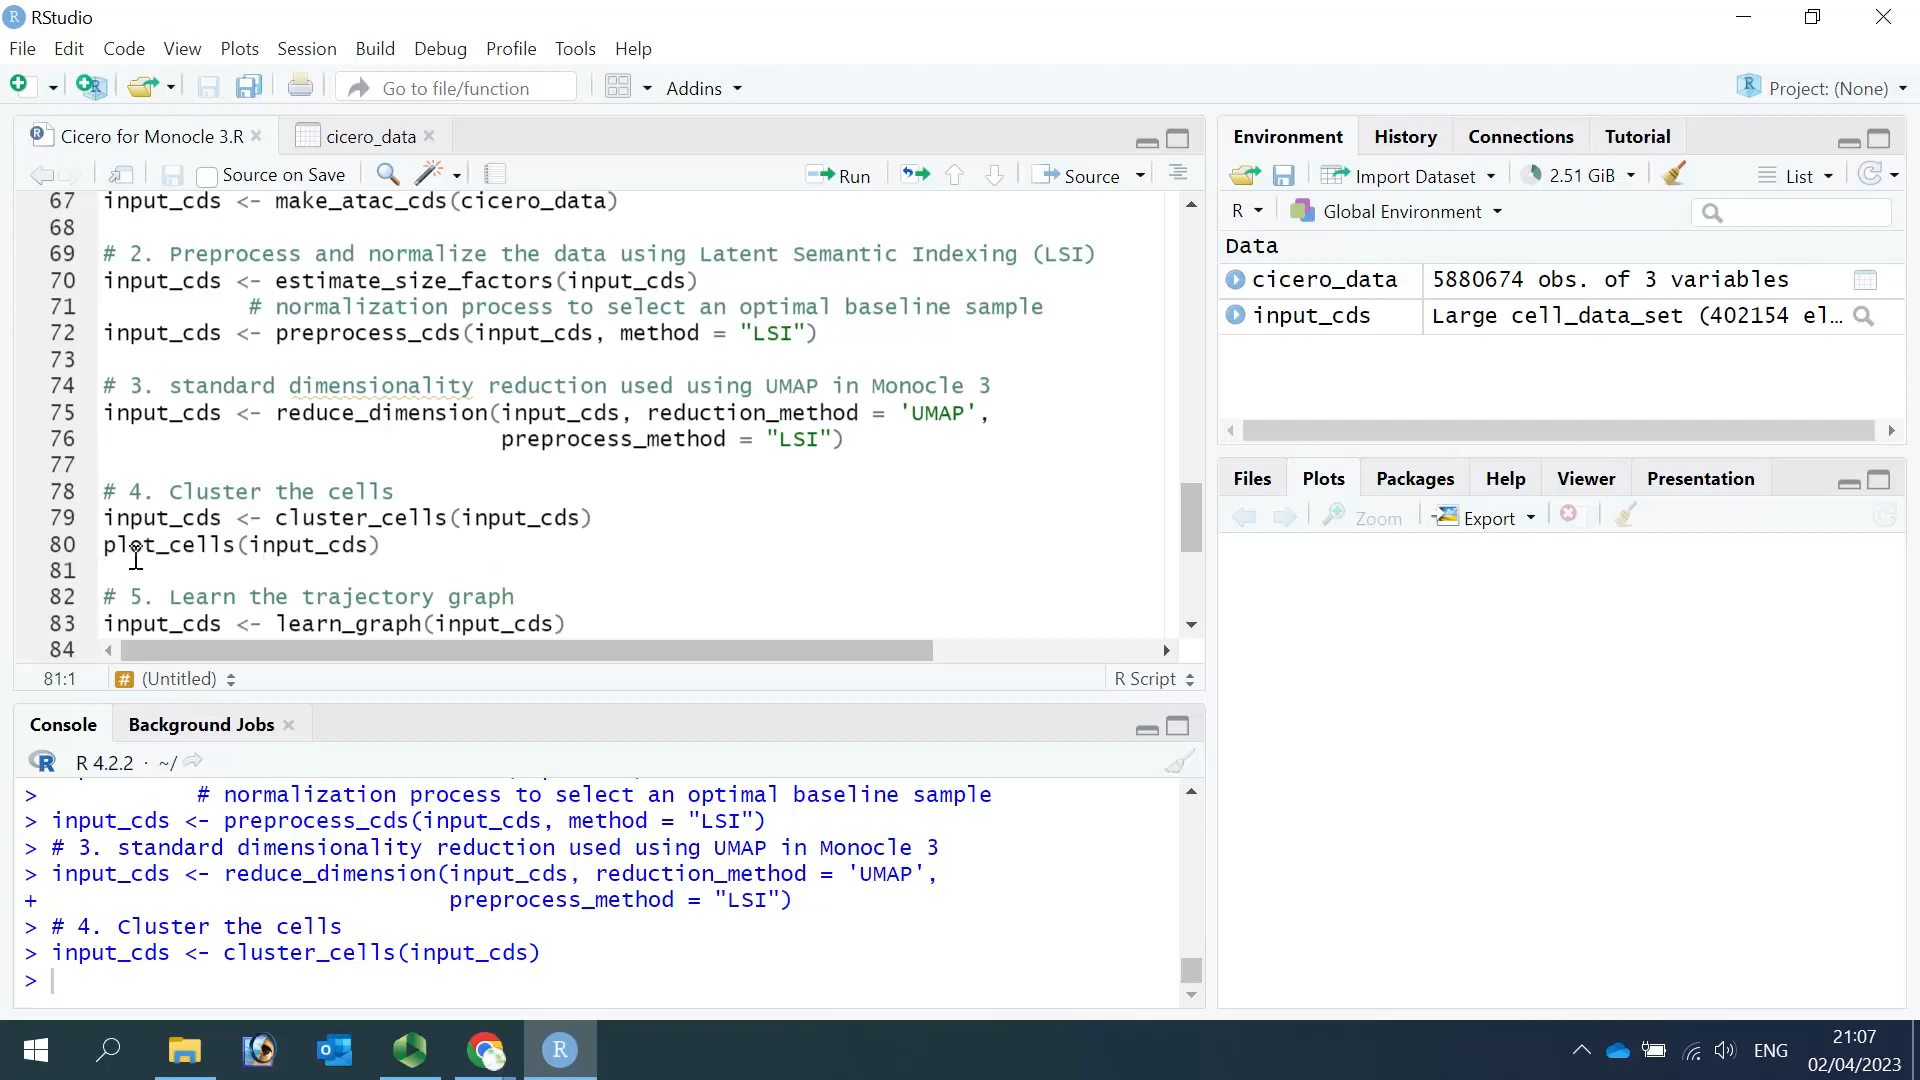 RStudio
File Edit Code View Plots Session Build Debug Profile Tools Help
Go to file/function Addins Project: (None)
Cicero for Monocle 3.R cicero_data
Source on Save Run Source
67 input_cds <- make_atac_cds(cicero_data)
68
69 # 2. Preprocess and normalize the data using Latent Semantic Indexing (LSI)
70 input_cds <- estimate_size_factors(input_cds)
71 # normalization process to select an optimal baseline sample
72 input_cds <- preprocess_cds(input_cds, method = "LSI")
73
74 # 3. standard dimensionality reduction used using UMAP in Monocle 3
75 input_cds <- reduce_dimension(input_cds, reduction_method = 'UMAP',
76 preprocess_method = "LSI")
77
78 # 4. Cluster the cells
79 input_cds <- cluster_cells(input_cds)
80 plot_cells(input_cds)
81
82 # 5. Learn the trajectory graph
83 input_cds <- learn_graph(input_cds)
84
81:1 (Untitled) R Script
Console Background Jobs
R 4.2.2 · ~/
> # normalization process to select an optimal baseline sample
> input_cds <- preprocess_cds(input_cds, method = "LSI")
> # 3. standard dimensionality reduction used using UMAP in Monocle 3
> input_cds <- reduce_dimension(input_cds, reduction_method = 'UMAP',
+ preprocess_method = "LSI")
> # 4. Cluster the cells
> input_cds <- cluster_cells(input_cds)
>
Environment History Connections Tutorial
Import Dataset 2.51 GiB List
R Global Environment
Data
cicero_data 5880674 obs. of 3 variables
input_cds Large cell_data_set (402154 el…
Files Plots Packages Help Viewer Presentation
Zoom Export
ENG
21:07
02/04/2023